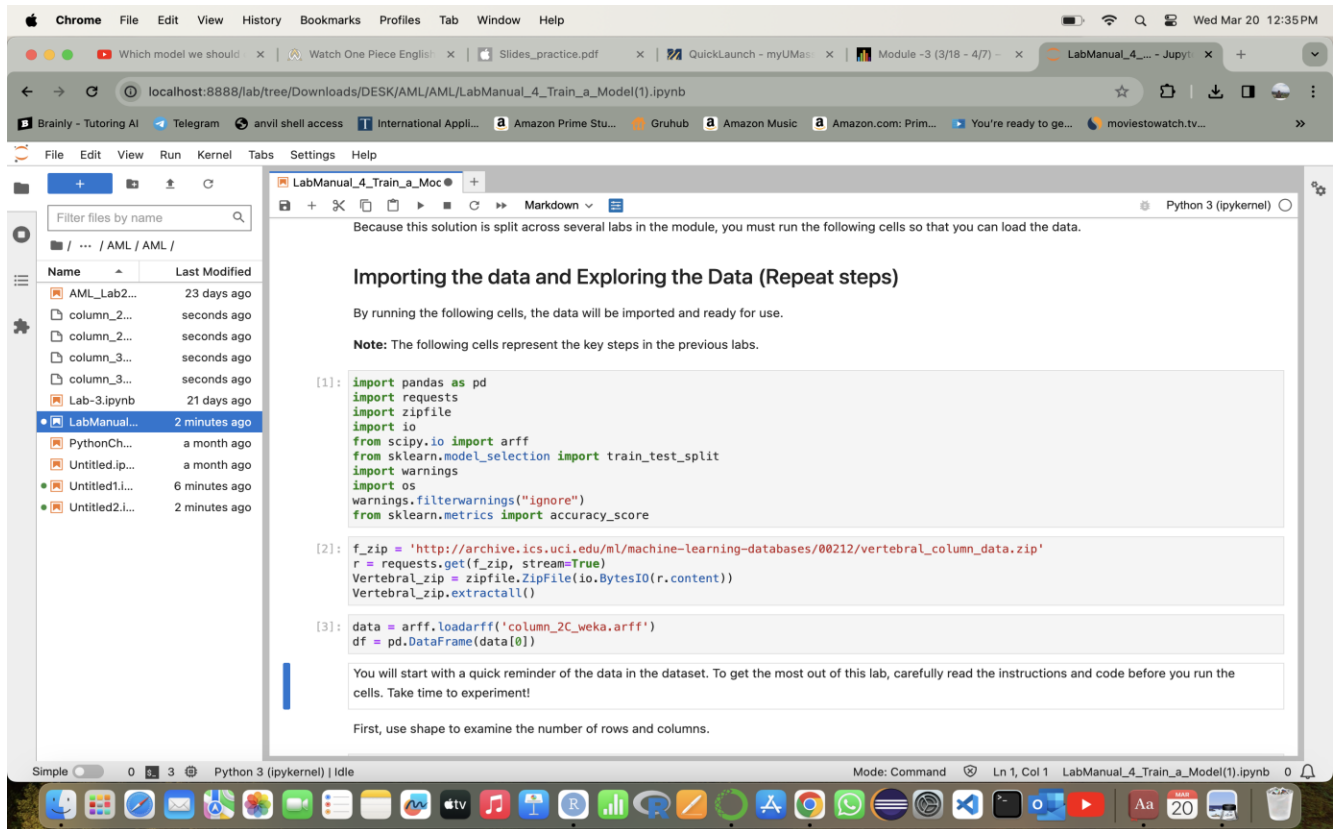 Chrome File Edit View History Bookmarks Profiles Tab Window Help Wed Mar 20 12:35 PM
Which model we should Watch One Piece English Slides_practice.pdf QuickLaunch - myUMas Module -3 (3/18 - 4/7) – LabManual_4_... - Jupyt
localhost:8888/lab/tree/Downloads/DESK/AML/AML/LabManual_4_Train_a_Model(1).ipynb
Brainly - Tutoring AI Telegram anvil shell access International Appli... Amazon Prime Stu... Gruhub Amazon Music Amazon.com: Prim... You're ready to ge... moviestowatch.tv... »
File Edit View Run Kernel Tabs Settings Help
LabManual_4_Train_a_Moc
Markdown Python 3 (ipykernel)
Filter files by name
/ ··· / AML / AML /
Name Last Modified
AML_Lab2... 23 days ago
column_2... seconds ago
column_2... seconds ago
column_3... seconds ago
column_3... seconds ago
Lab-3.ipynb 21 days ago
LabManual... 2 minutes ago
PythonCh... a month ago
Untitled.ip... a month ago
Untitled1.i... 6 minutes ago
Untitled2.i... 2 minutes ago
Because this solution is split across several labs in the module, you must run the following cells so that you can load the data.
Importing the data and Exploring the Data (Repeat steps)
By running the following cells, the data will be imported and ready for use.
Note: The following cells represent the key steps in the previous labs.
[1]: import pandas as pd
import requests
import zipfile
import io
from scipy.io import arff
from sklearn.model_selection import train_test_split
import warnings
import os
warnings.filterwarnings("ignore")
from sklearn.metrics import accuracy_score
[2]: f_zip = 'http://archive.ics.uci.edu/ml/machine-learning-databases/00212/vertebral_column_data.zip'
r = requests.get(f_zip, stream=True)
Vertebral_zip = zipfile.ZipFile(io.BytesIO(r.content))
Vertebral_zip.extractall()
[3]: data = arff.loadarff('column_2C_weka.arff')
df = pd.DataFrame(data[0])
You will start with a quick reminder of the data in the dataset. To get the most out of this lab, carefully read the instructions and code before you run the
cells. Take time to experiment!
First, use shape to examine the number of rows and columns.
Simple 0 3 Python 3 (ipykernel) | Idle Mode: Command Ln 1, Col 1 LabManual_4_Train_a_Model(1).ipynb 0
tv R A Aa MAR 20